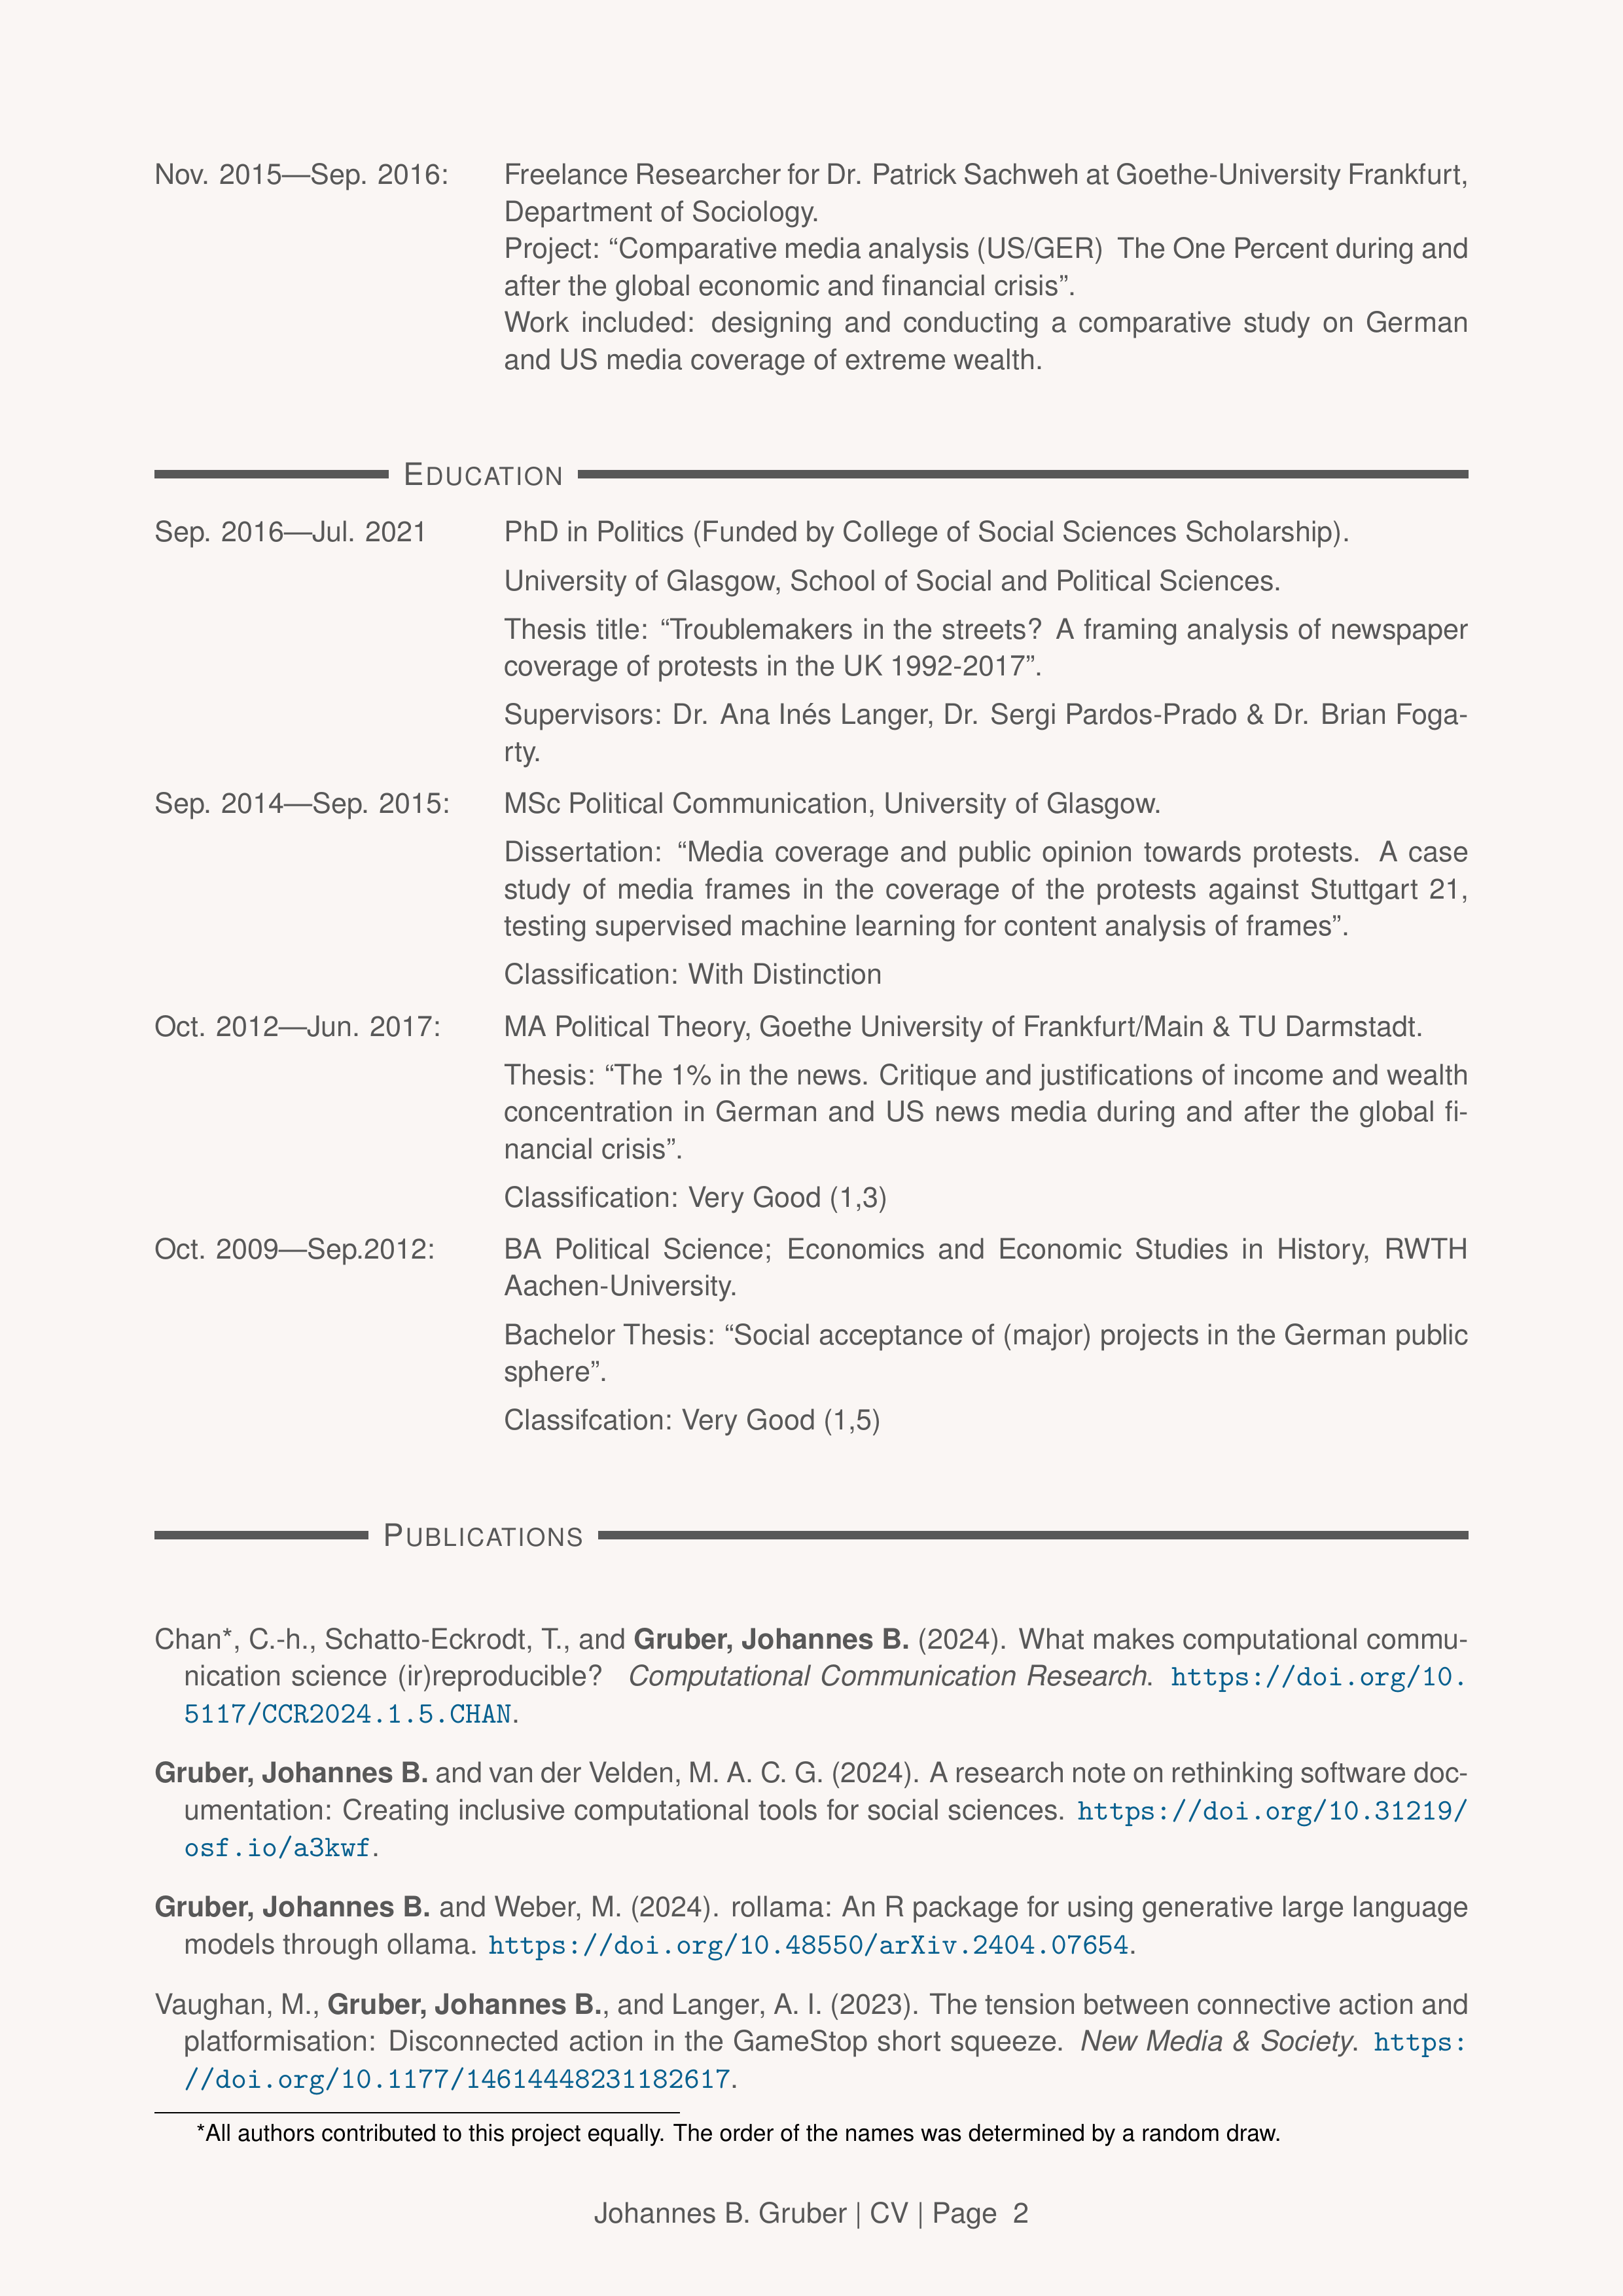 Nov. 2015—Sep. 2016: Freelance Researcher for Dr. Patrick Sachweh at Goethe-University Frankfurt,
Department of Sociology.
Project: “Comparative media analysis (US/GER) The One Percent during and
after the global economic and financial crisis”.
Work included: designing and conducting a comparative study on German
and US media coverage of extreme wealth.
EDUCATION
Sep. 2016—Jul. 2021 PhD in Politics (Funded by College of Social Sciences Scholarship).
University of Glasgow, School of Social and Political Sciences.
Thesis title: “Troublemakers in the streets? A framing analysis of newspaper
coverage of protests in the UK 1992-2017”.
Supervisors: Dr. Ana Inés Langer, Dr. Sergi Pardos-Prado & Dr. Brian Foga-
rty.
Sep. 2014—Sep. 2015: MSc Political Communication, University of Glasgow.
Dissertation: “Media coverage and public opinion towards protests. A case
study of media frames in the coverage of the protests against Stuttgart 21,
testing supervised machine learning for content analysis of frames”.
Classification: With Distinction
Oct. 2012—Jun. 2017: MA Political Theory, Goethe University of Frankfurt/Main & TU Darmstadt.
Thesis: “The 1% in the news. Critique and justifications of income and wealth
concentration in German and US news media during and after the global fi-
nancial crisis”.
Classification: Very Good (1,3)
Oct. 2009—Sep.2012: BA Political Science; Economics and Economic Studies in History, RWTH
Aachen-University.
Bachelor Thesis: “Social acceptance of (major) projects in the German public
sphere”.
Classifcation: Very Good (1,5)
PUBLICATIONS
Chan*, C.-h., Schatto-Eckrodt, T., and Gruber, Johannes B. (2024). What makes computational commu-
nication science (ir)reproducible? Computational Communication Research. https://doi.org/10.
5117/CCR2024.1.5.CHAN.
Gruber, Johannes B. and van der Velden, M. A. C. G. (2024). A research note on rethinking software doc-
umentation: Creating inclusive computational tools for social sciences. https://doi.org/10.31219/
osf.io/a3kwf.
Gruber, Johannes B. and Weber, M. (2024). rollama: An R package for using generative large language
models through ollama. https://doi.org/10.48550/arXiv.2404.07654.
Vaughan, M., Gruber, Johannes B., and Langer, A. I. (2023). The tension between connective action and
platformisation: Disconnected action in the GameStop short squeeze. New Media & Society. https:
//doi.org/10.1177/14614448231182617.
*All authors contributed to this project equally. The order of the names was determined by a random draw.
Johannes B. Gruber | CV | Page 2